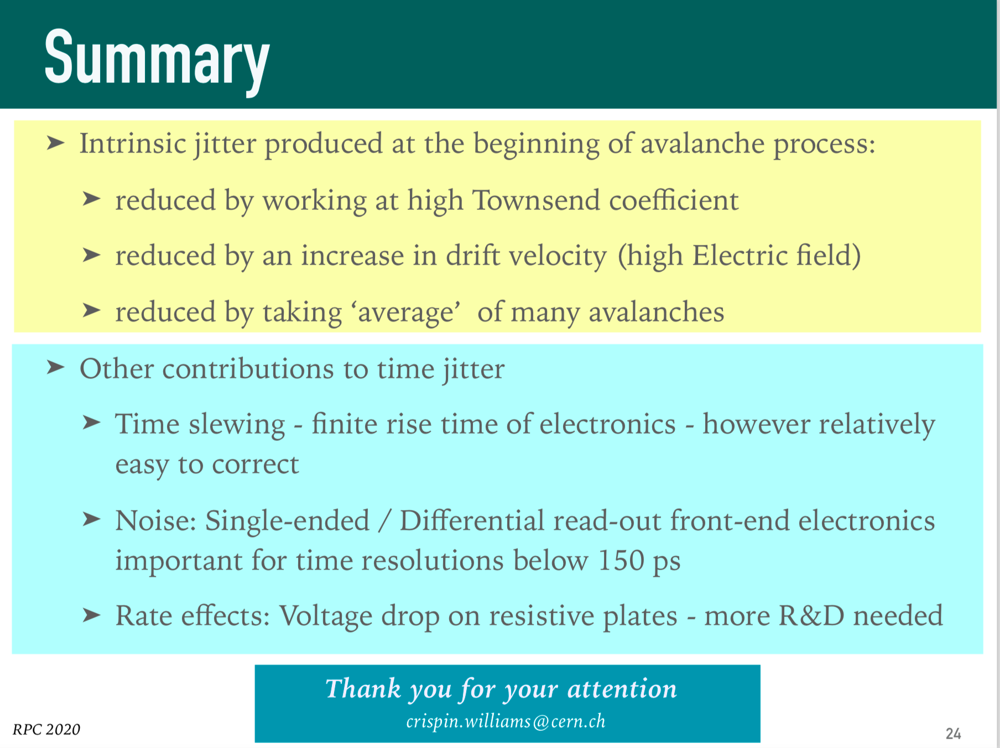 Summary
➤ Intrinsic jitter produced at the beginning of avalanche process:
➤ reduced by working at high Townsend coefficient
➤ reduced by an increase in drift velocity (high Electric field)
➤ reduced by taking ‘average’ of many avalanches
➤ Other contributions to time jitter
➤ Time slewing - finite rise time of electronics - however relatively
easy to correct
➤ Noise: Single-ended / Differential read-out front-end electronics
important for time resolutions below 150 ps
➤ Rate effects: Voltage drop on resistive plates - more R&D needed
Thank you for your attention
crispin.williams@cern.ch
RPC 2020
24